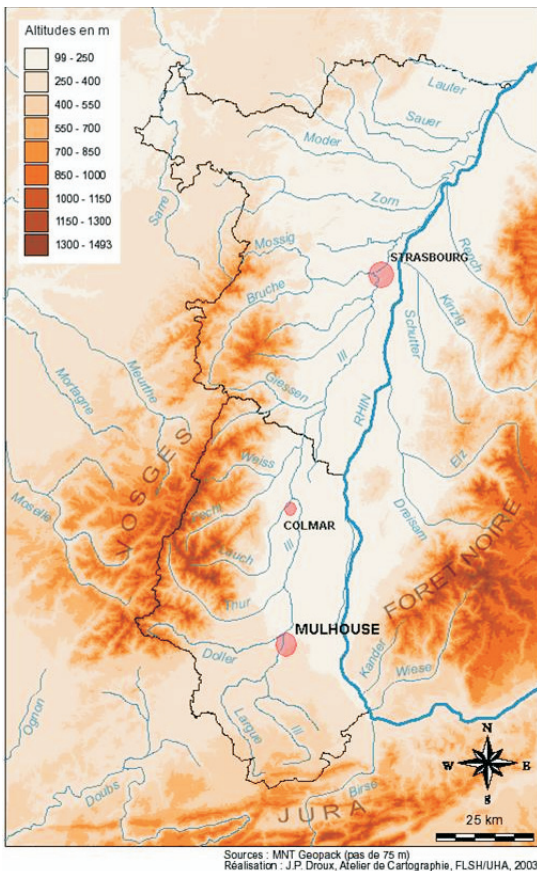 Altitudes en m
99 - 250
250 - 400
400 - 550
550 - 700
700 - 850
850 - 1000
1000 - 1150
1150 - 1300
1300 - 1493
Lauter
Sauer
Moder
Zorn
Sarre
Mossig
STRASBOURG
Rench
Bruche
Kinzig
Schutter
Ill
Meurthe
Mortagne
Giessen
RHIN
VOSGES
Weiss
Elz
Moselle
Fecht
COLMAR
Dreisam
Lauch
Ill
FORET NOIRE
Thur
MULHOUSE
Doller
Kander
Wiese
Largue
Ill
Ognon
Doubs
Birse
JURA
N
W E
S
25 km
Sources : MNT Geopack (pas de 75 m)
Réalisation : J.P. Droux, Atelier de Cartographie, FLSH/UHA, 2003